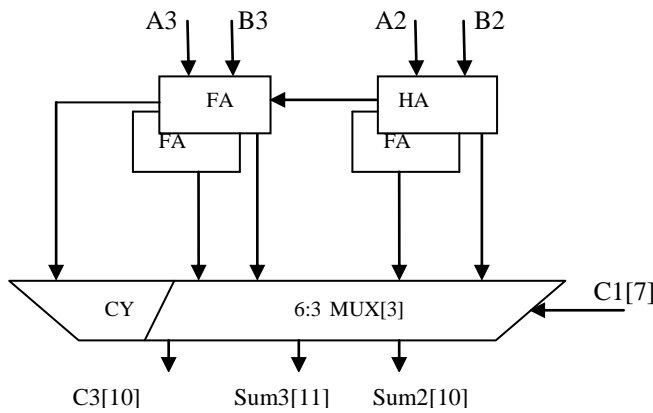 A3 B3 A2 B2
FA HA
FA FA
C1[7]
CY 6:3 MUX[3]
C3[10] Sum3[11] Sum2[10]